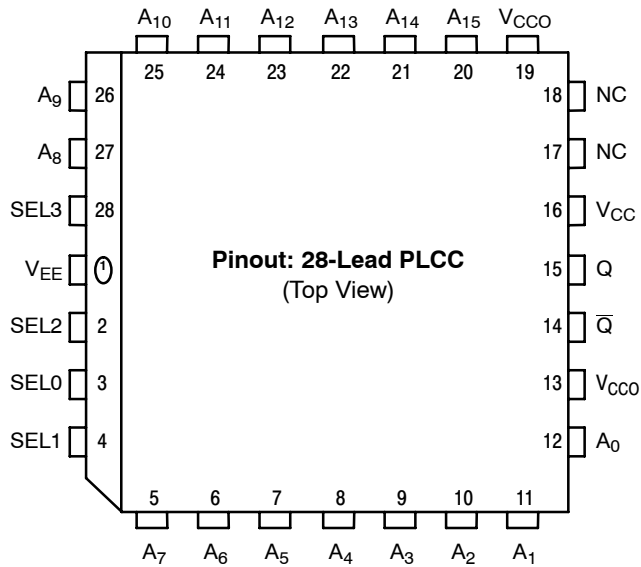 A10 A11 A12 A13 A14 A15 VCCO
25 24 23 22 21 20 19
A9 26 18 NC
A8 27 17 NC
SEL3 28 16 VCC
VEE 1 Pinout: 28-Lead PLCC 15 Q
(Top View)
SEL2 2 14 Q̅
SEL0 3 13 VCCO
SEL1 4 12 A0
5 6 7 8 9 10 11
A7 A6 A5 A4 A3 A2 A1